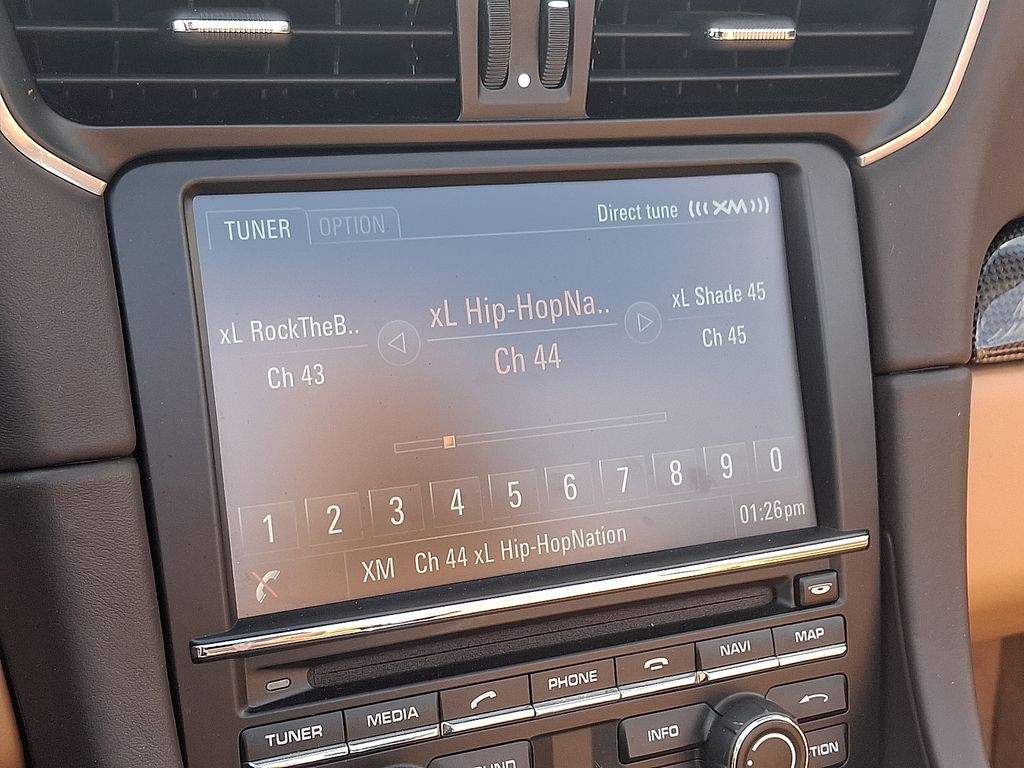 TUNER OPTION
Direct tune (((XM)))
xL RockTheB..
Ch 43
xL Hip-HopNa..
Ch 44
xL Shade 45
Ch 45
1 2 3 4 5 6 7 8 9 0
XM Ch 44 xL Hip-HopNation
01:26pm
TUNER MEDIA PHONE NAVI MAP
INFO